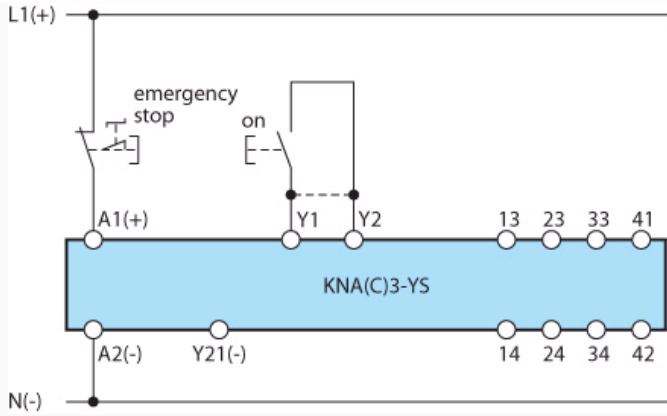 L1(+)
emergency
stop
on
A1(+) Y1 Y2 13 23 33 41
KNA(C)3-YS
A2(-) Y21(-) 14 24 34 42
N(-)